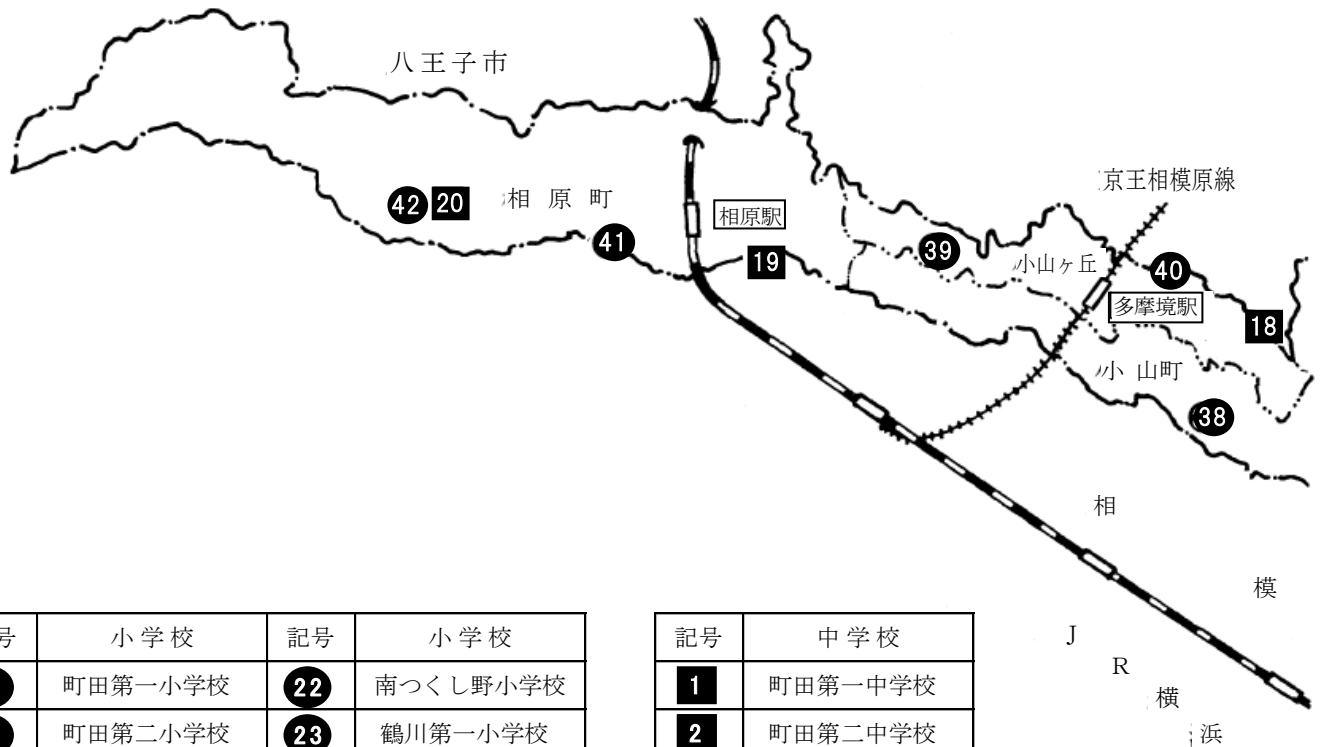 八王子市
京王相模原線
42 20 相原町
相原駅
41
19
39
小山ヶ丘
40
多摩境駅
18
小山町
38
相
模
J
R
横
浜
号 小学校 記号 小学校
町田第一小学校 22 南つくし野小学校
町田第二小学校 23 鶴川第一小学校
記号 中学校
1 町田第一中学校
2 町田第二中学校